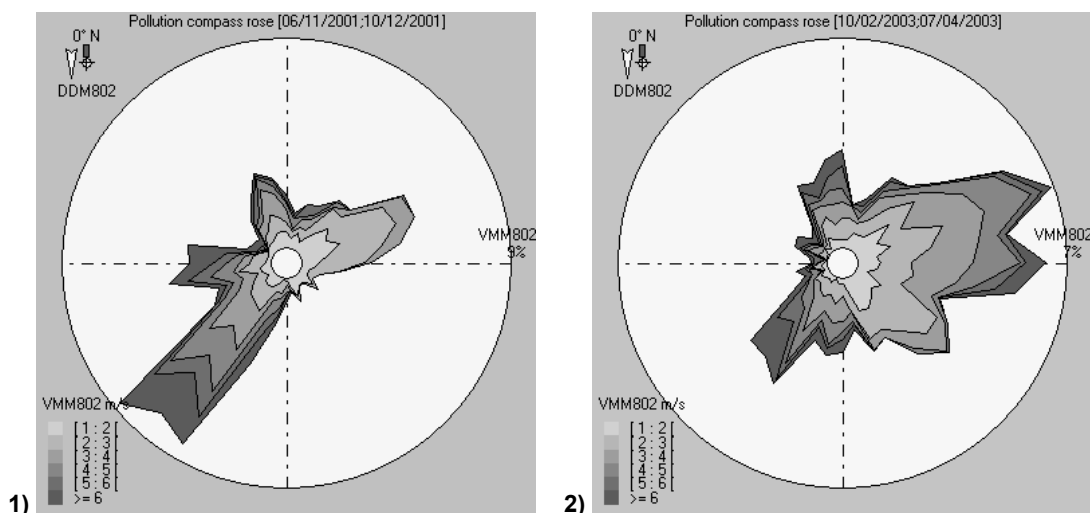 Pollution compass rose [06/11/2001;10/12/2001]
0° N
DDM802
VMM802
9%
VMM802 m/s
[ 1 : 2 [
[ 2 : 3 [
[ 3 : 4 [
[ 4 : 5 [
[ 5 : 6 [
>= 6
1)
Pollution compass rose [10/02/2003;07/04/2003]
0° N
DDM802
VMM802
7%
VMM802 m/s
[ 1 : 2 [
[ 2 : 3 [
[ 3 : 4 [
[ 4 : 5 [
[ 5 : 6 [
>= 6
2)